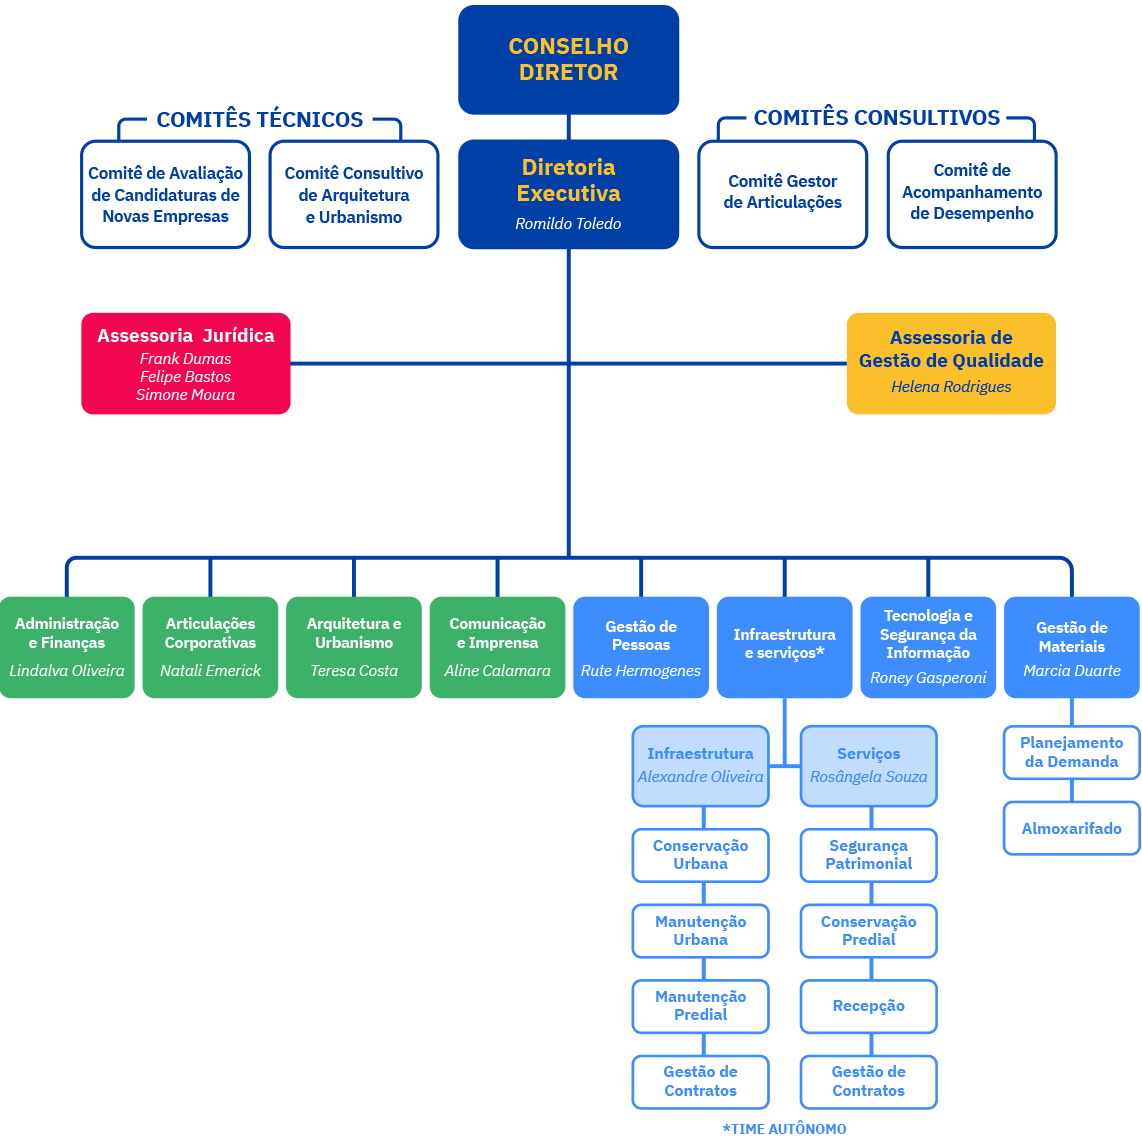 CONSELHO
DIRETOR
COMITÊS TÉCNICOS
COMITÊS CONSULTIVOS
Comitê de Avaliação
de Candidaturas de
Novas Empresas
Comitê Consultivo
de Arquitetura
e Urbanismo
Diretoria
Executiva
Romildo Toledo
Comitê Gestor
de Articulações
Comitê de
Acompanhamento
de Desempenho
Assessoria Jurídica
Frank Dumas
Felipe Bastos
Simone Moura
Assessoria de
Gestão de Qualidade
Helena Rodrigues
Administração
e Finanças
Lindalva Oliveira
Articulações
Corporativas
Natali Emerick
Arquitetura e
Urbanismo
Teresa Costa
Comunicação
e Imprensa
Aline Calamara
Gestão de
Pessoas
Rute Hermogenes
Infraestrutura
e serviços*
Tecnologia e
Segurança da
Informação
Roney Gasperoni
Gestão de
Materiais
Marcia Duarte
Infraestrutura
Alexandre Oliveira
Conservação
Urbana
Manutenção
Urbana
Manutenção
Predial
Gestão de
Contratos
Serviços
Rosângela Souza
Segurança
Patrimonial
Conservação
Predial
Recepção
Gestão de
Contratos
Planejamento
da Demanda
Almoxarifado
*TIME AUTÔNOMO